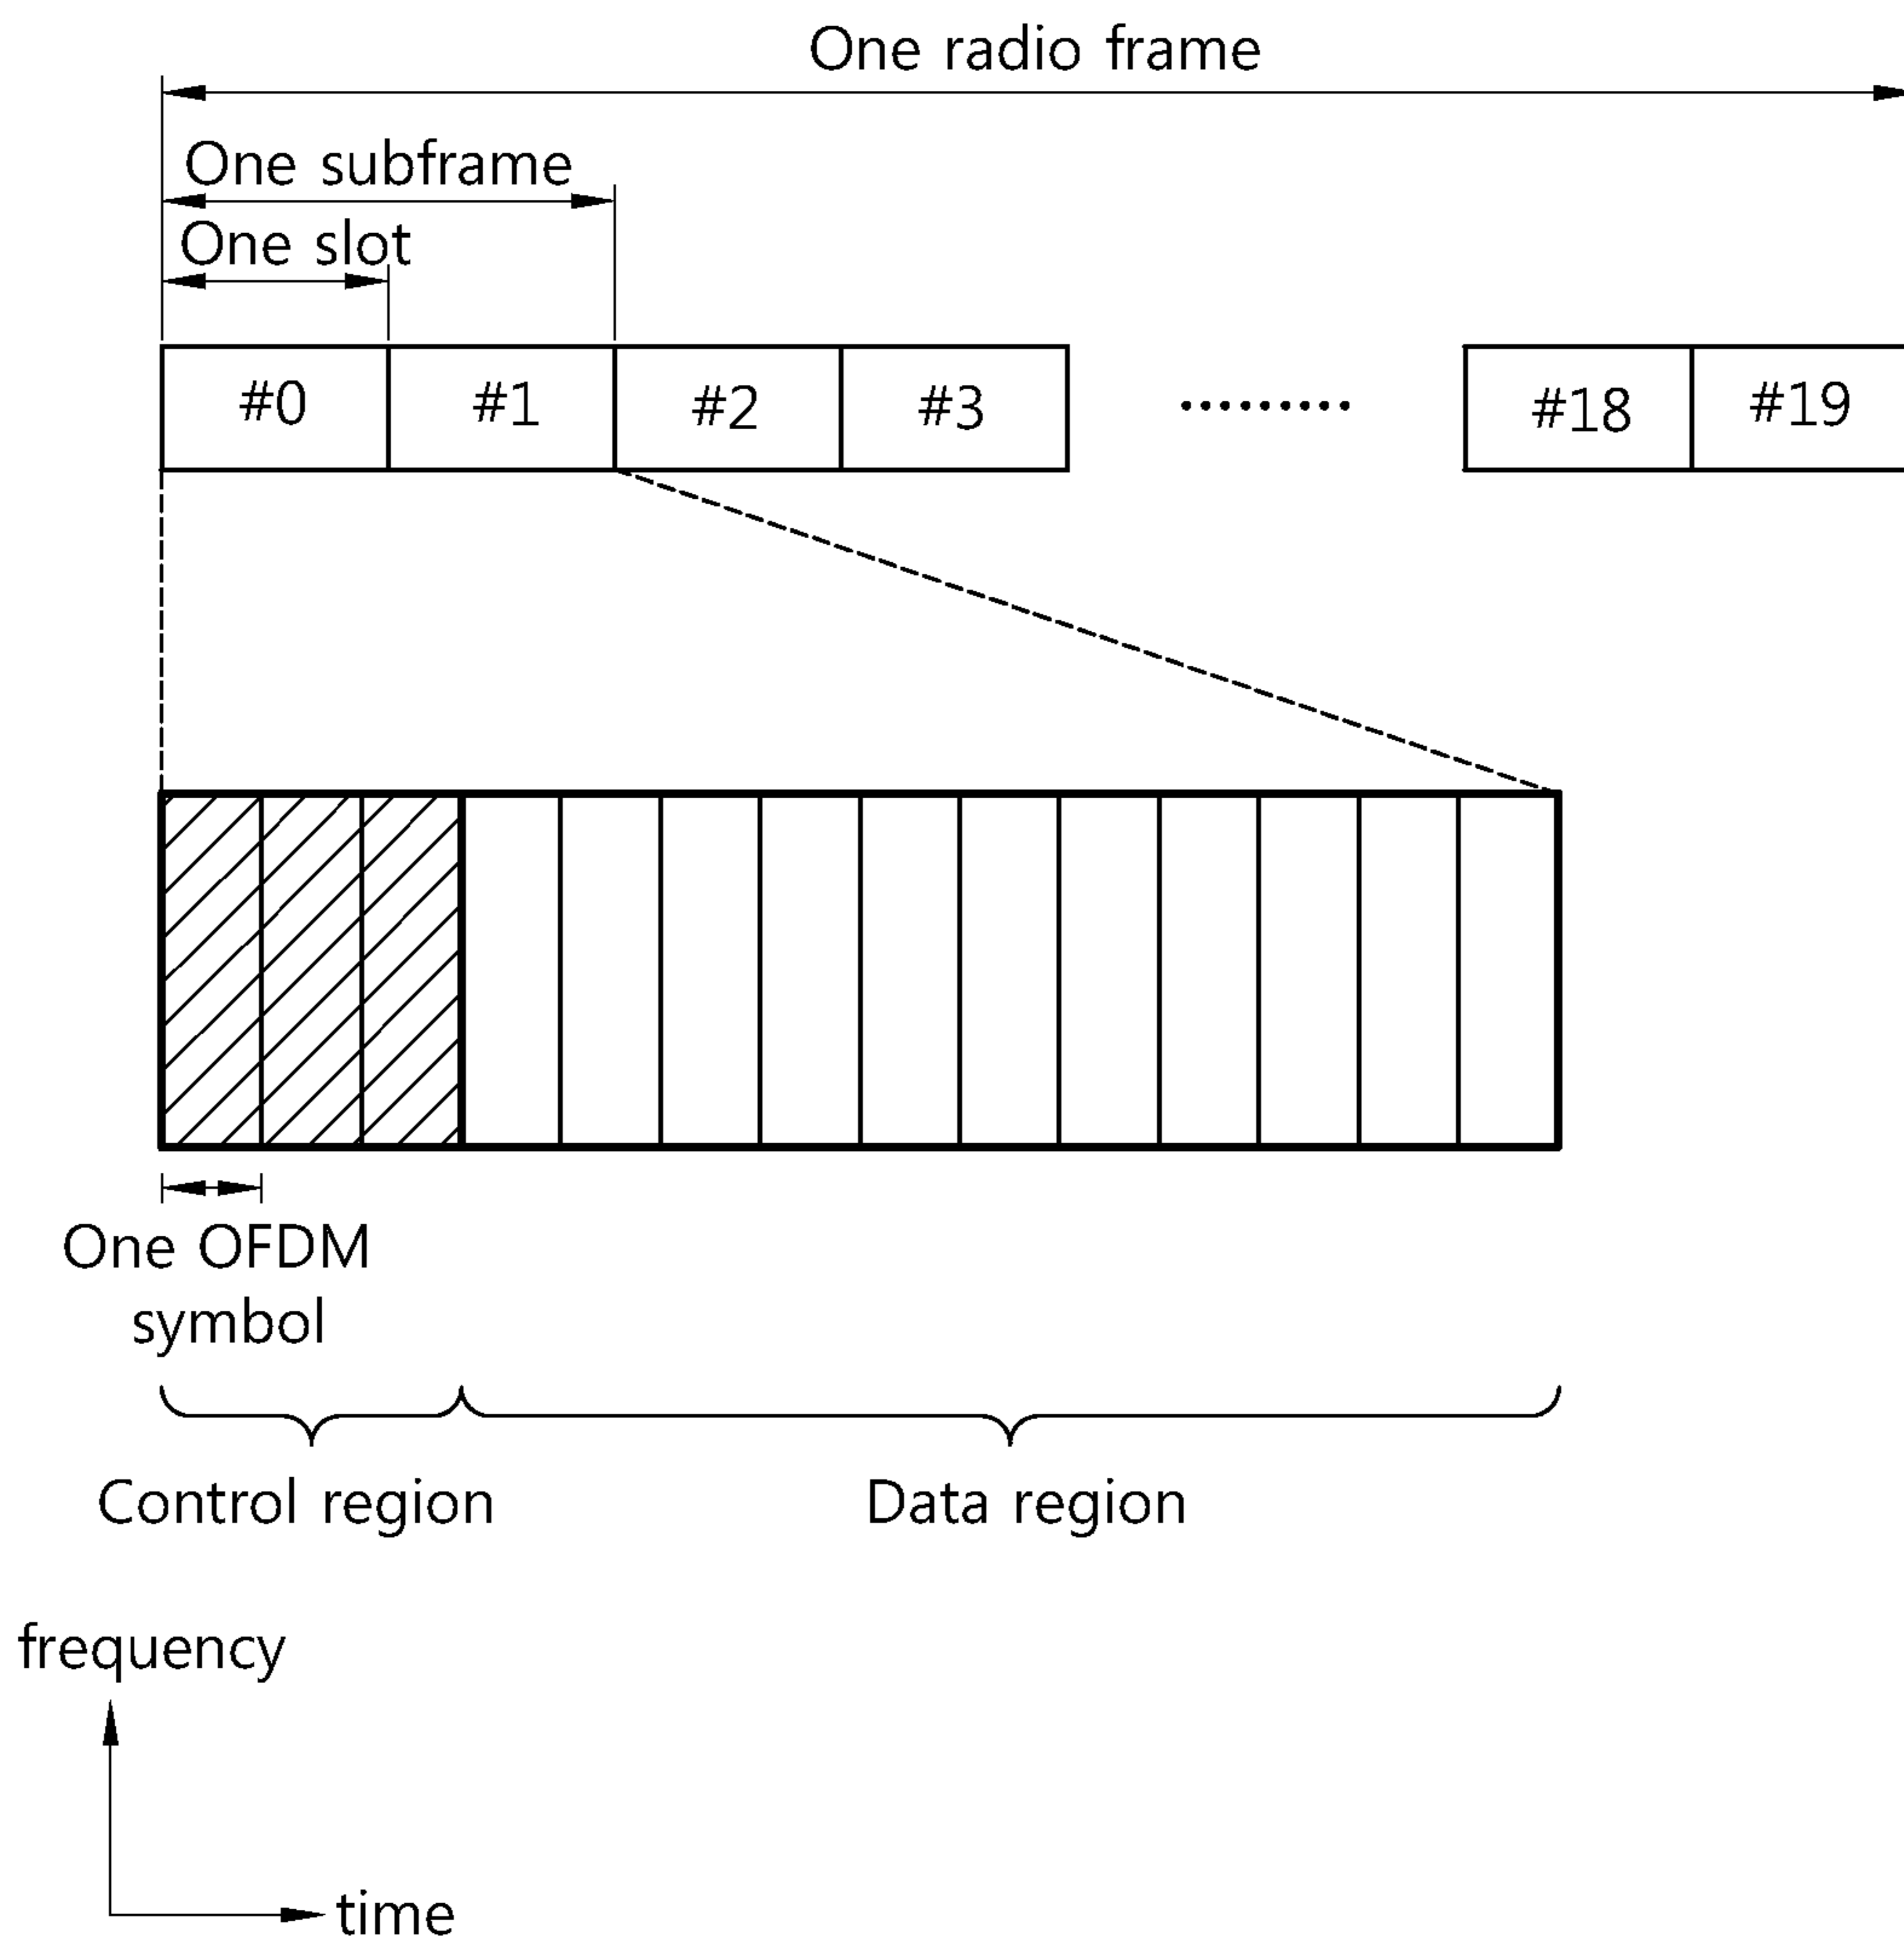 One radio frame
One subframe
One slot
#0 #1 #2 #3 ......... #18 #19
One OFDM
symbol
Control region Data region
frequency
time